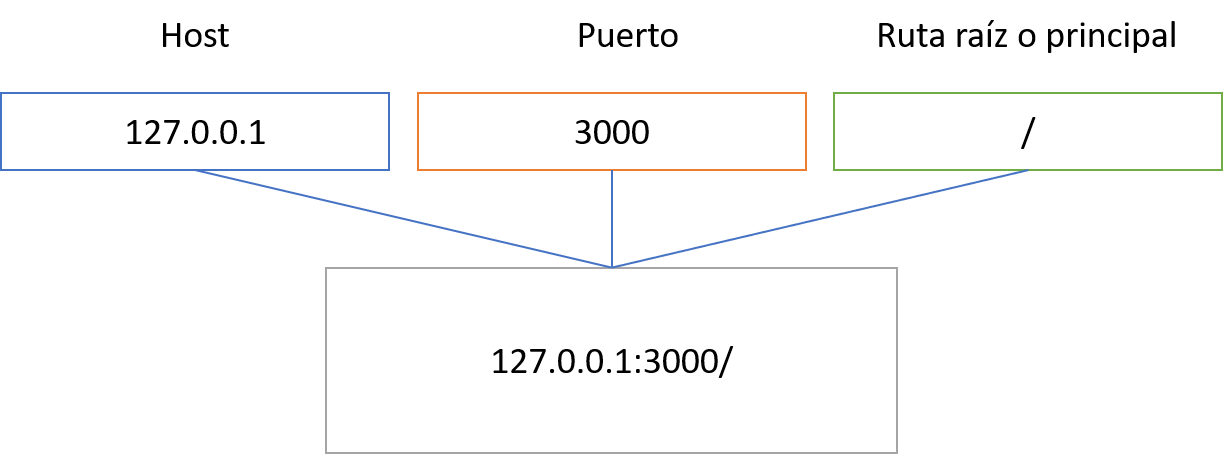 Host
Puerto
Ruta raíz o principal
127.0.0.1
3000
/
127.0.0.1:3000/